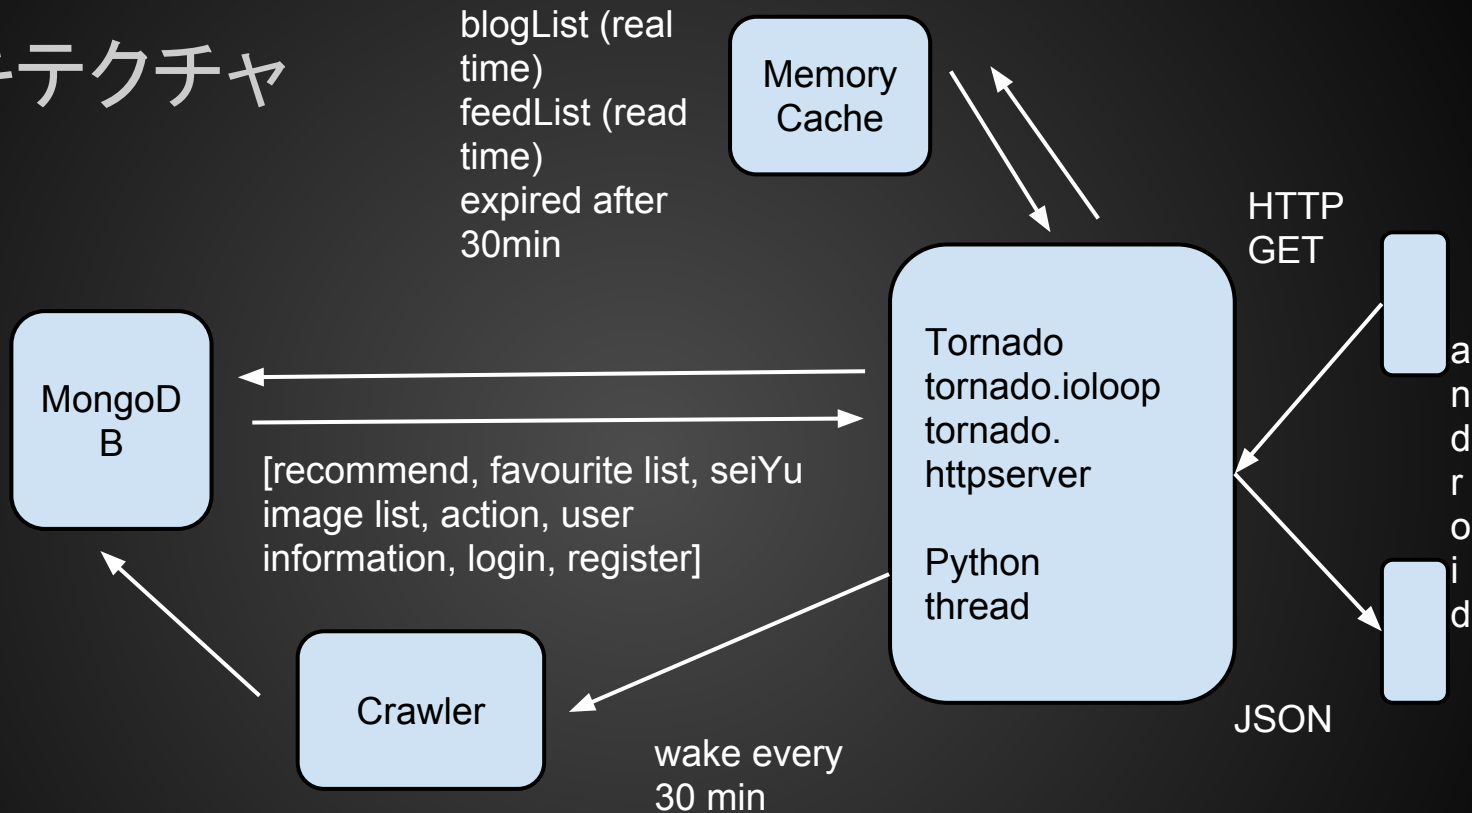 キテクチャ
blogList (real
time)
feedList (read
time)
expired after
30min
Memory
Cache
HTTP
GET
MongoD
B
Tornado
tornado.ioloop
tornado.
httpserver
Python
thread
a
n
d
r
o
i
d
[recommend, favourite list, seiYu
image list, action, user
information, login, register]
Crawler
wake every
30 min
JSON